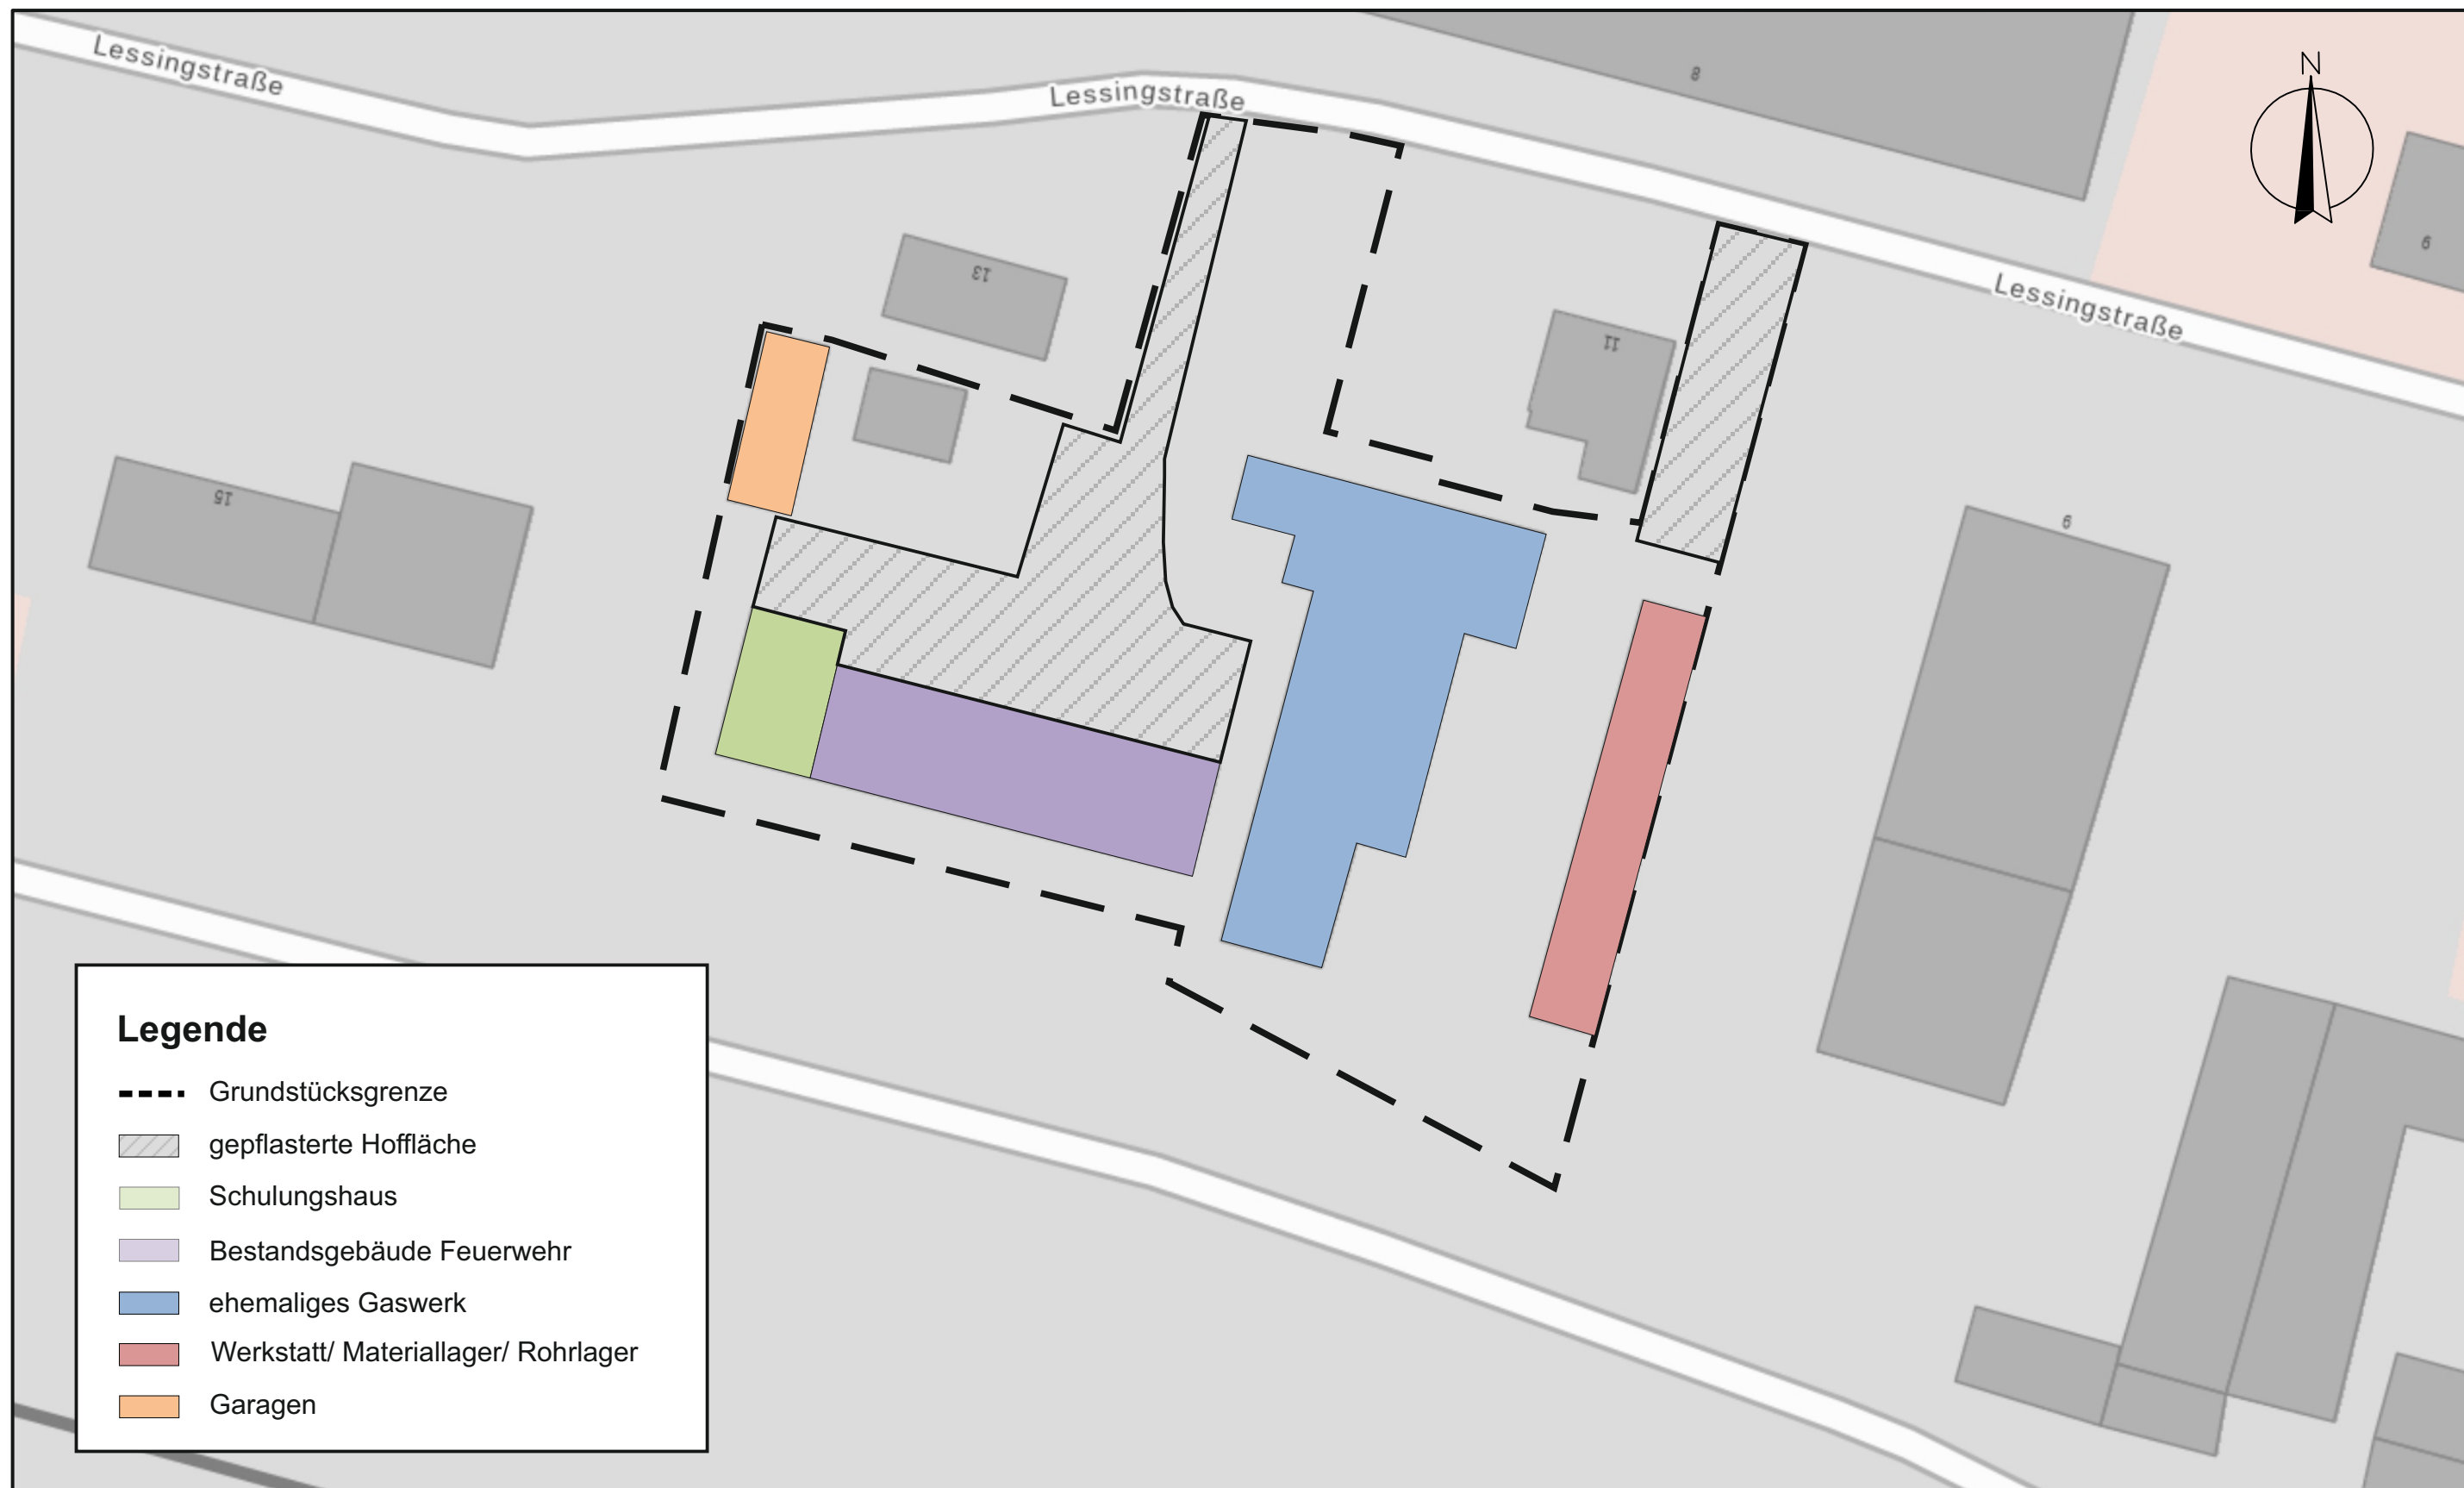 Lessingstraße
Lessingstraße
8
N
13
9
Lessingstraße
11
15
9
Legende
Grundstücksgrenze
gepflasterte Hoffläche
Schulungshaus
Bestandsgebäude Feuerwehr
ehemaliges Gaswerk
Werkstatt/ Materiallager/ Rohrlager
Garagen